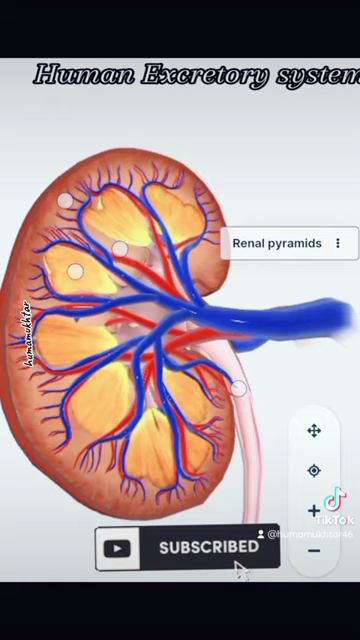 Human Excretory system
Renal pyramids
humamukhtar
TikTok
@humamukhtar46
SUBSCRIBED